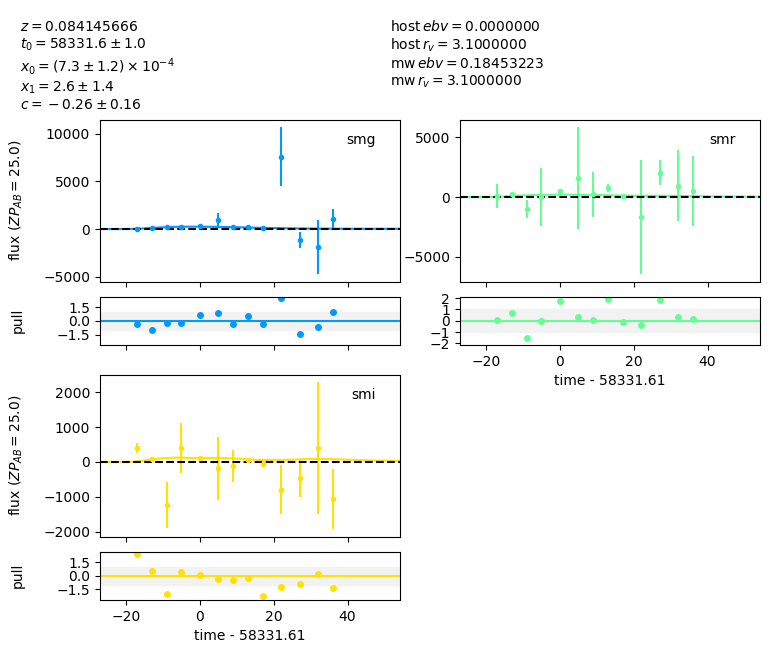 z = 0.084145666
t₀ = 58331.6 ± 1.0
x₀ = (7.3 ± 1.2) × 10⁻⁴
x₁ = 2.6 ± 1.4
c = −0.26 ± 0.16
host ebv = 0.0000000
host r_v = 3.1000000
mw ebv = 0.18453223
mw r_v = 3.1000000
smg
flux (ZP_AB = 25.0)
10000
5000
0
−5000
pull
1.5
0.0
−1.5
smr
5000
0
−5000
2
1
0
−1
−2
−20 0 20 40
time - 58331.61
smi
flux (ZP_AB = 25.0)
2000
1000
0
−1000
−2000
pull
1.5
0.0
−1.5
−20 0 20 40
time - 58331.61